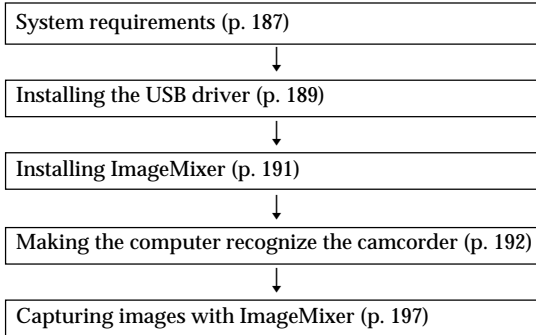 System requirements (p. 187)
Installing the USB driver (p. 189)
Installing ImageMixer (p. 191)
Making the computer recognize the camcorder (p. 192)
Capturing images with ImageMixer (p. 197)